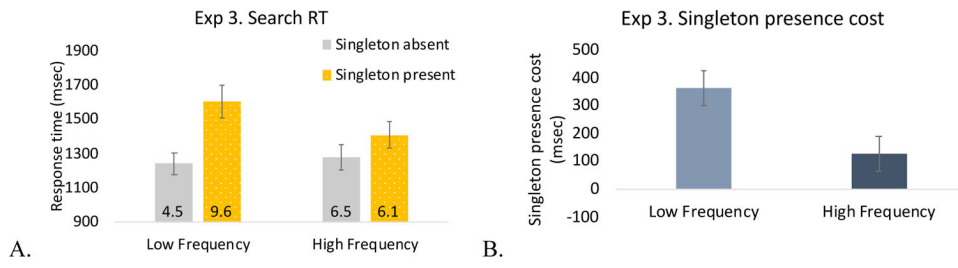 Exp 3. Search RT
Response time (msec)
1900
1700
1500
1300
1100
900
Singleton absent
Singleton present
4.5
9.6
6.5
6.1
Low Frequency
High Frequency
A.
Exp 3. Singleton presence cost
Singleton presence cost
(msec)
500
400
300
200
100
0
-100
Low Frequency
High Frequency
B.